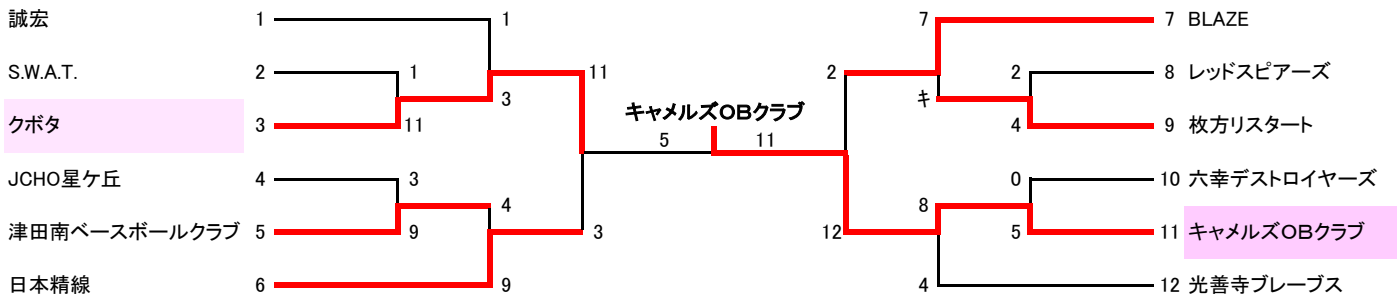 誠宏 1 1 7 7 BLAZE
S.W.A.T. 2 1 11 2 2 8 レッドスピアーズ
3 キ
クボタ 3 11 キャメルズOBクラブ 4 9 枚方リスタート
5 11
JCHO星ケ丘 4 3 0 10 六幸デストロイヤーズ
4 8
津田南ベースボールクラブ 5 9 3 12 5 11 キャメルズOBクラブ
日本精線 6 9 4 12 光善寺ブレーブス